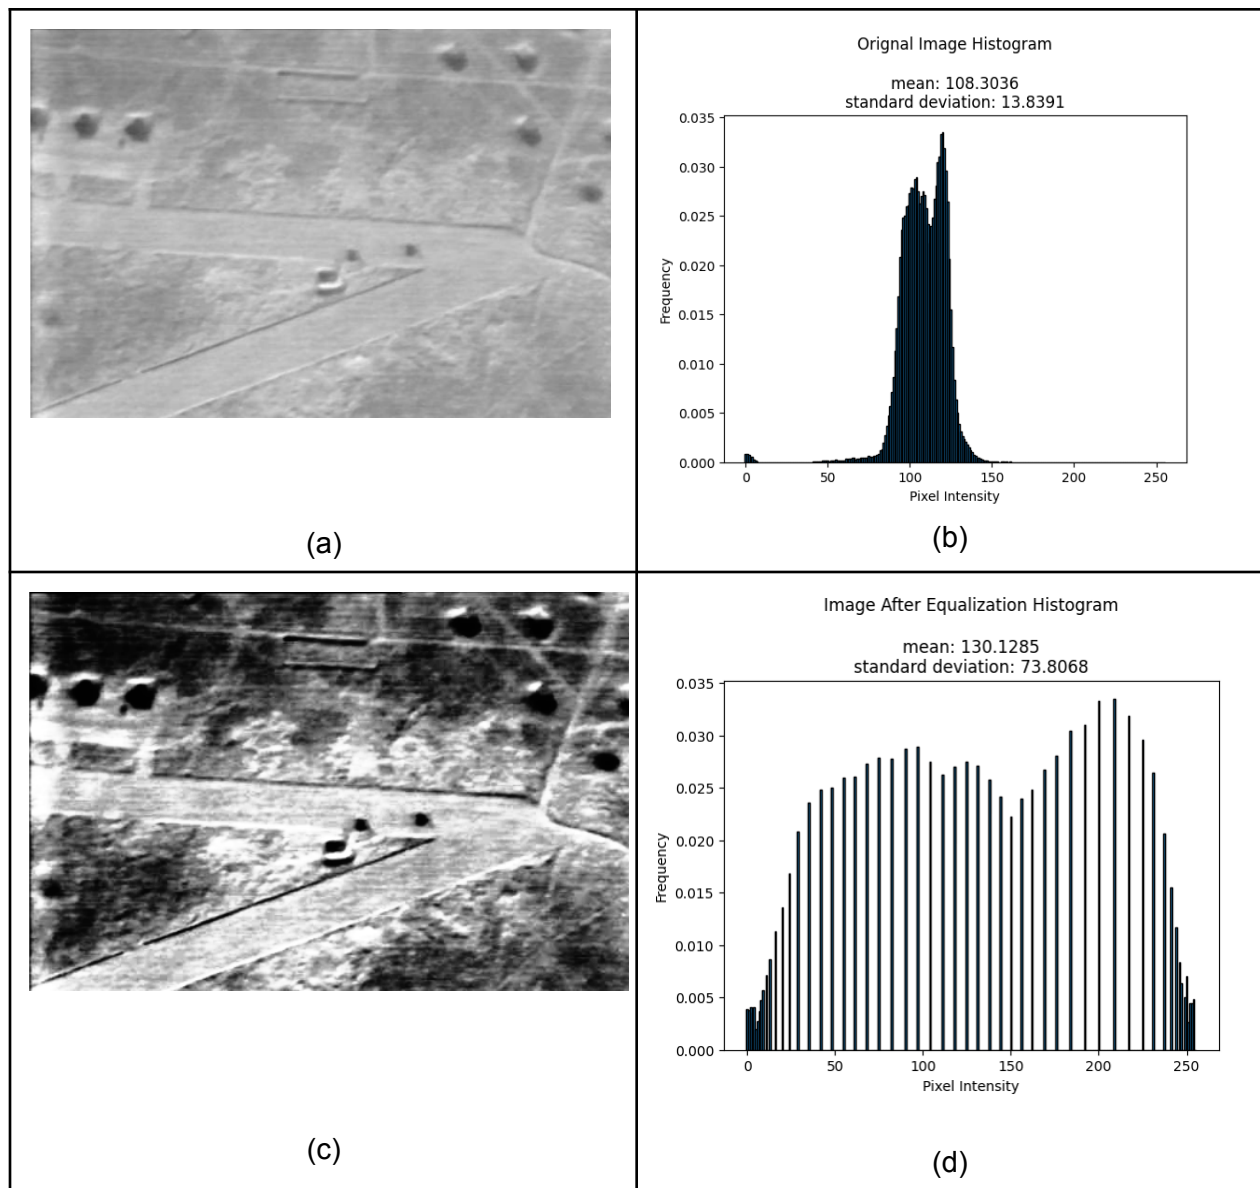 Orignal Image Histogram
mean: 108.3036
standard deviation: 13.8391
0.035
0.030
0.025
0.020
0.015
0.010
0.005
0.000
Frequency
0 50 100 150 200 250
Pixel Intensity
(a)
(b)
Image After Equalization Histogram
mean: 130.1285
standard deviation: 73.8068
0.035
0.030
0.025
0.020
0.015
0.010
0.005
0.000
Frequency
0 50 100 150 200 250
Pixel Intensity
(c)
(d)